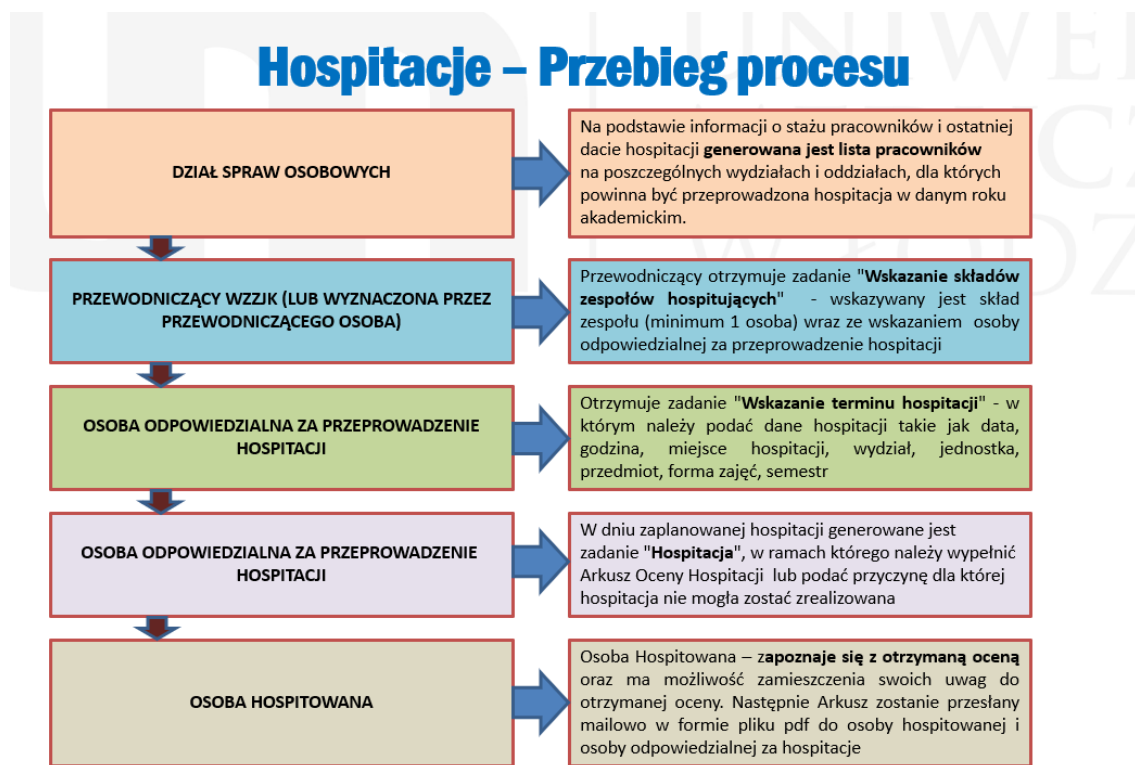 Hospitacje – Przebieg procesu
DZIAŁ SPRAW OSOBOWYCH
Na podstawie informacji o stażu pracowników i ostatniej
dacie hospitacji generowana jest lista pracowników
na poszczególnych wydziałach i oddziałach, dla których
powinna być przeprowadzona hospitacja w danym roku
akademickim.
PRZEWODNICZĄCY WZZJK (LUB WYZNACZONA PRZEZ
PRZEWODNICZĄCEGO OSOBA)
Przewodniczący otrzymuje zadanie "Wskazanie składów
zespołów hospitujących" - wskazywany jest skład
zespołu (minimum 1 osoba) wraz ze wskazaniem osoby
odpowiedzialnej za przeprowadzenie hospitacji
OSOBA ODPOWIEDZIALNA ZA PRZEPROWADZENIE
HOSPITACJI
Otrzymuje zadanie "Wskazanie terminu hospitacji" - w
którym należy podać dane hospitacji takie jak data,
godzina, miejsce hospitacji, wydział, jednostka,
przedmiot, forma zajęć, semestr
OSOBA ODPOWIEDZIALNA ZA PRZEPROWADZENIE
HOSPITACJI
W dniu zaplanowanej hospitacji generowane jest
zadanie "Hospitacja", w ramach którego należy wypełnić
Arkusz Oceny Hospitacji lub podać przyczynę dla której
hospitacja nie mogła zostać zrealizowana
OSOBA HOSPITOWANA
Osoba Hospitowana – zapoznaje się z otrzymaną oceną
oraz ma możliwość zamieszczenia swoich uwag do
otrzymanej oceny. Następnie Arkusz zostanie przesłany
mailowo w formie pliku pdf do osoby hospitowanej i
osoby odpowiedzialnej za hospitacje